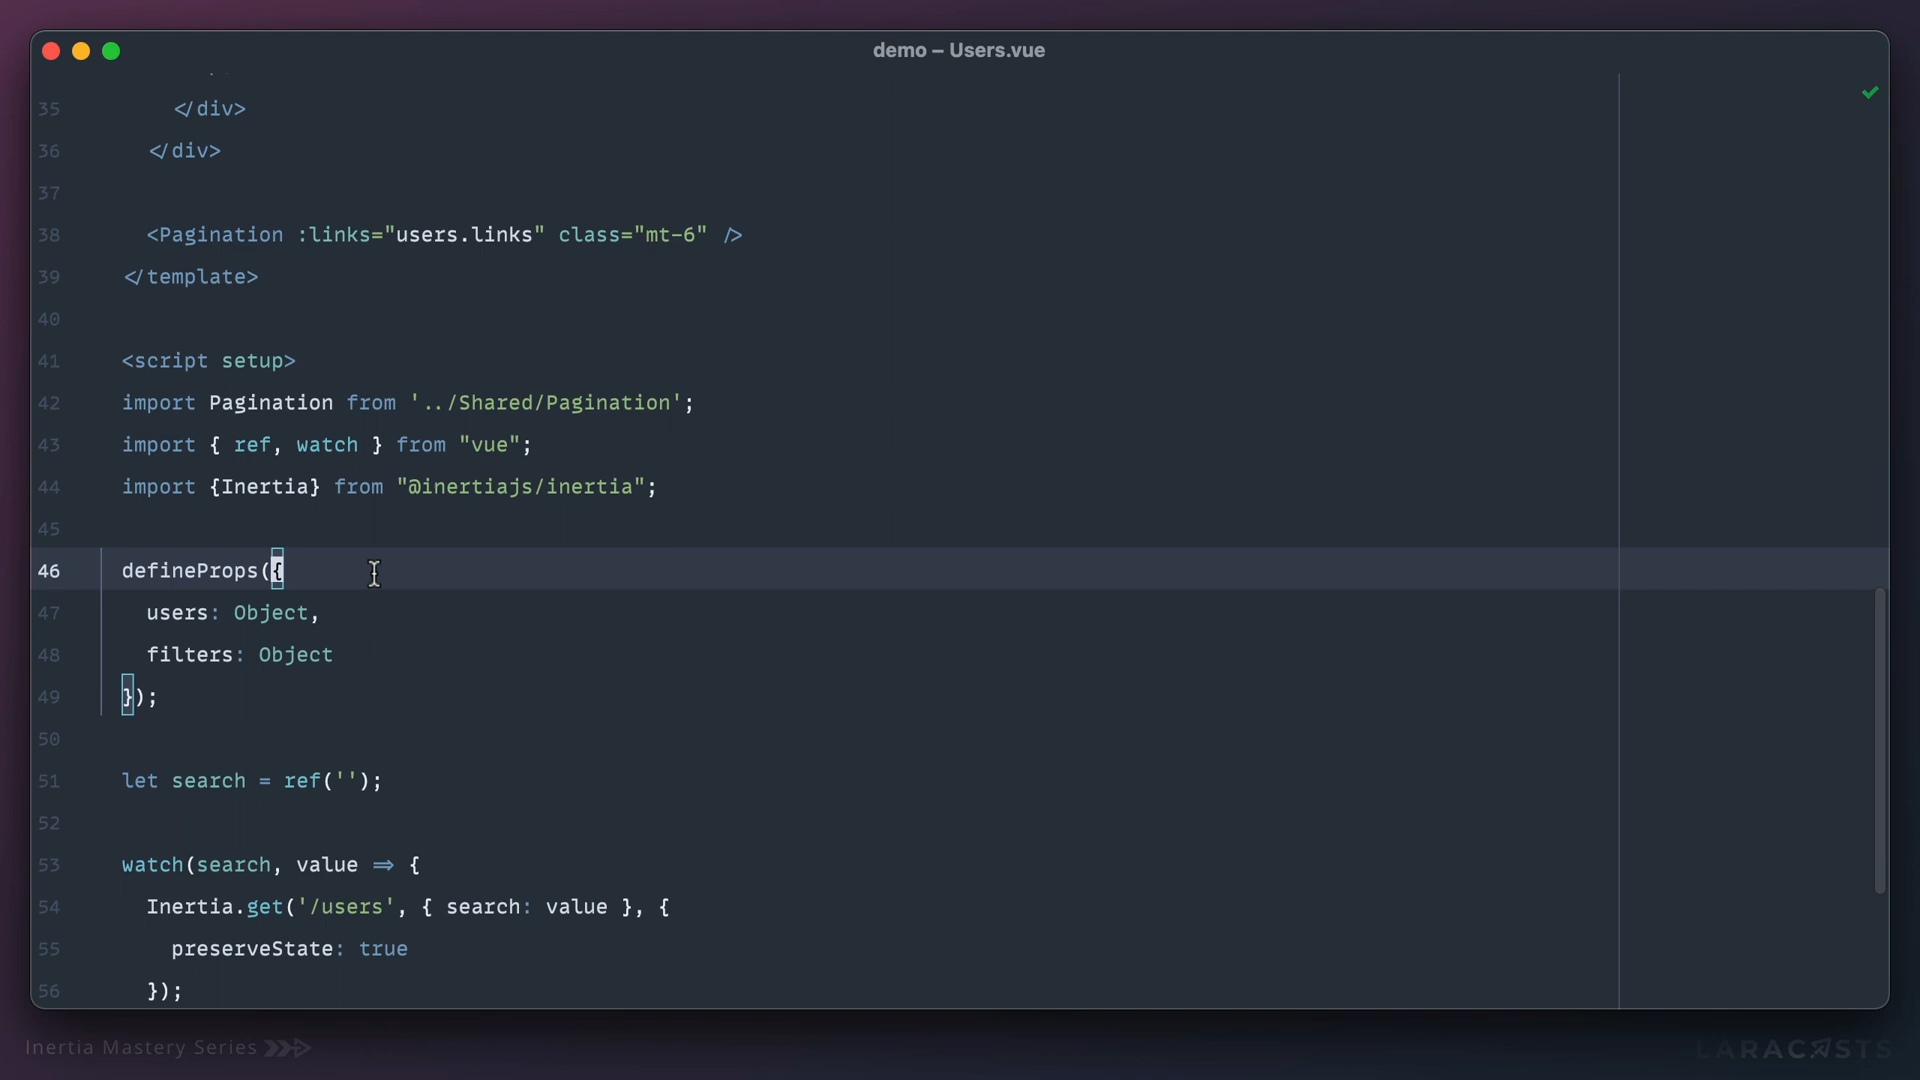 demo – Users.vue
35 </div>
36 </div>
37
38 <Pagination :links="users.links" class="mt-6" />
39 </template>
40
41 <script setup>
42 import Pagination from '../Shared/Pagination';
43 import { ref, watch } from "vue";
44 import {Inertia} from "@inertiajs/inertia";
45
46 defineProps({
47 users: Object,
48 filters: Object
49 });
50
51 let search = ref('');
52
53 watch(search, value => {
54 Inertia.get('/users', { search: value }, {
55 preserveState: true
56 });
Inertia Mastery Series
LARACASTS